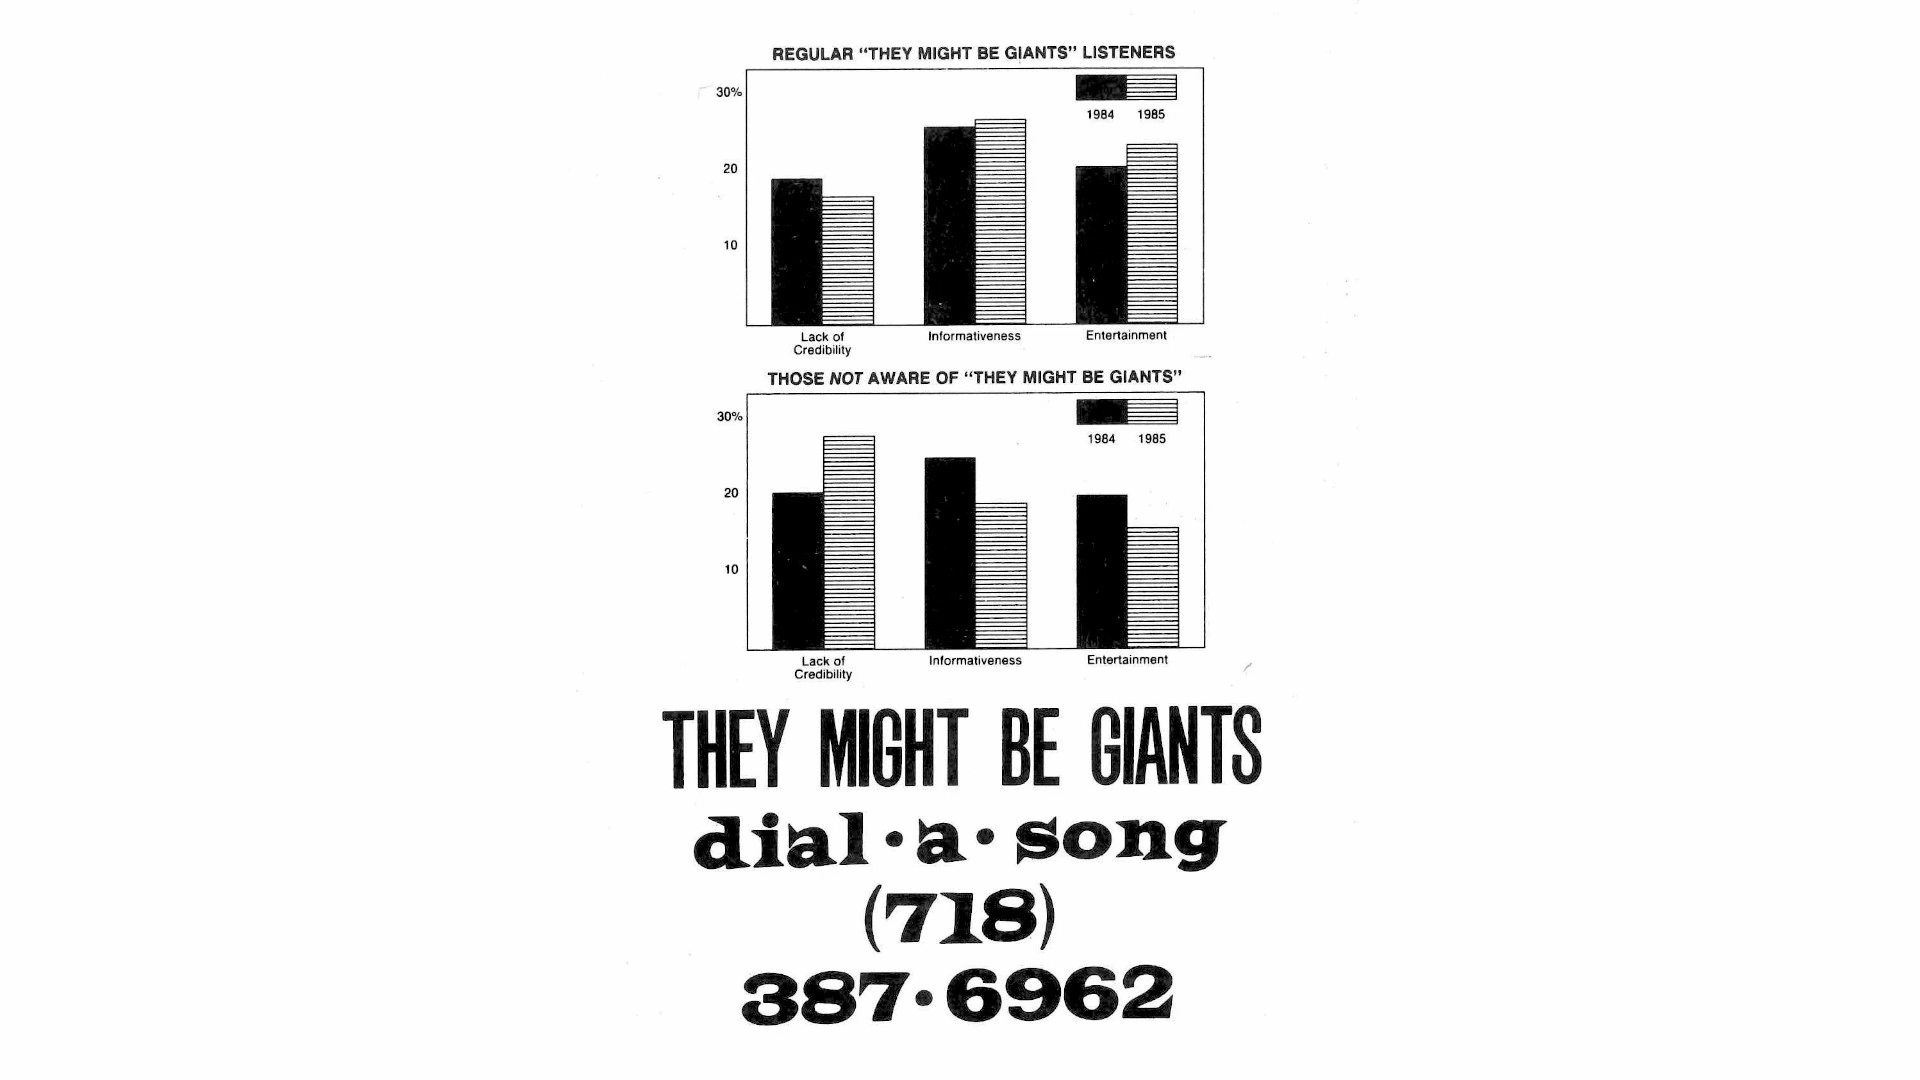 REGULAR “THEY MIGHT BE GIANTS” LISTENERS
30%
1984 1985
20
10
Lack of
Credibility
Informativeness
Entertainment
THOSE NOT AWARE OF “THEY MIGHT BE GIANTS”
30%
1984 1985
20
10
Lack of
Credibility
Informativeness
Entertainment
THEY MIGHT BE GIANTS
dial•a•song
(718)
387•6962